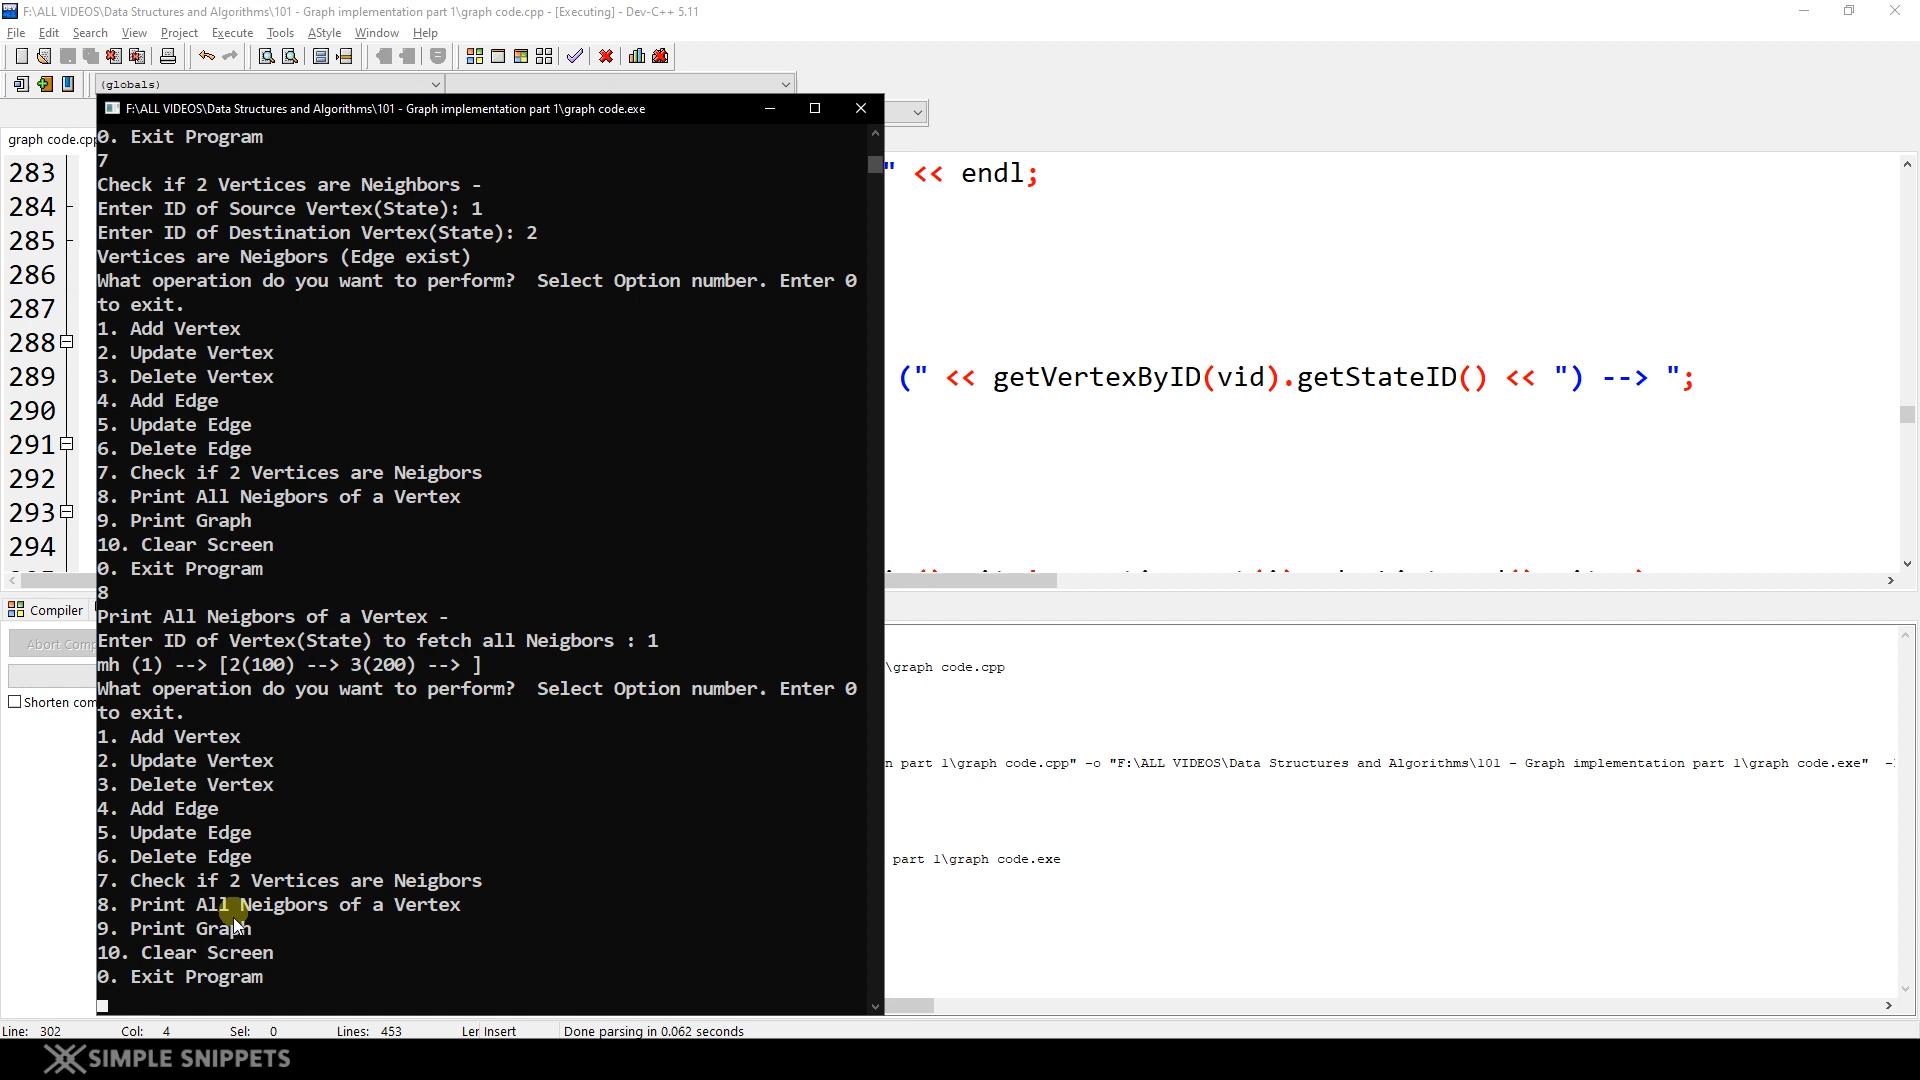 F:\ALL VIDEOS\Data Structures and Algorithms\101 - Graph implementation part 1\graph code.cpp - [Executing] - Dev-C++ 5.11
File Edit Search View Project Execute Tools AStyle Window Help
(globals)
F:\ALL VIDEOS\Data Structures and Algorithms\101 - Graph implementation part 1\graph code.exe
graph code.cpp
0. Exit Program
7
Check if 2 Vertices are Neighbors -
Enter ID of Source Vertex(State): 1
Enter ID of Destination Vertex(State): 2
Vertices are Neigbors (Edge exist)
What operation do you want to perform?  Select Option number. Enter 0
to exit.
1. Add Vertex
2. Update Vertex
3. Delete Vertex
4. Add Edge
5. Update Edge
6. Delete Edge
7. Check if 2 Vertices are Neigbors
8. Print All Neigbors of a Vertex
9. Print Graph
10. Clear Screen
0. Exit Program
8
Print All Neigbors of a Vertex -
Enter ID of Vertex(State) to fetch all Neigbors : 1
mh (1) --> [2(100) --> 3(200) --> ]
What operation do you want to perform?  Select Option number. Enter 0
to exit.
1. Add Vertex
2. Update Vertex
3. Delete Vertex
4. Add Edge
5. Update Edge
6. Delete Edge
7. Check if 2 Vertices are Neigbors
8. Print All Neigbors of a Vertex
9. Print Graph
10. Clear Screen
0. Exit Program
283
284
285
286
287
288
289
290
291
292
293
294
" << endl;
(" << getVertexByID(vid).getStateID() << ") --> ";
Compiler
Abort Comp
Shorten com
\graph code.cpp
n part 1\graph code.cpp" -o "F:\ALL VIDEOS\Data Structures and Algorithms\101 - Graph implementation part 1\graph code.exe" -
part 1\graph code.exe
Line: 302 Col: 4 Sel: 0 Lines: 453 Ler Insert Done parsing in 0.062 seconds
SIMPLE SNIPPETS